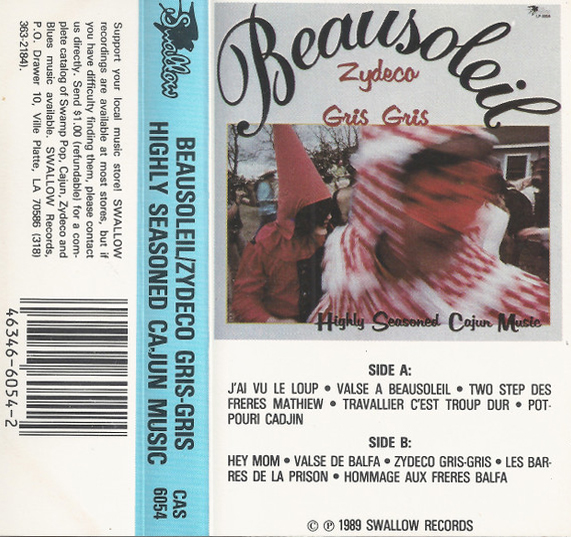 Support your local music store! SWALLOW
recordings are available at most stores, but if
you have difficulty finding them, please contact
us directly. Send $1.00 (refundable) for a com-
plete catalog of Swamp Pop, Cajun, Zydeco and
Blues music available. SWALLOW Records,
P.O. Drawer 10, Ville Platte, LA 70586 (318)
363-2184).
46346-6054-2
Swallow
BEAUSOLEIL/ZYDECO GRIS-GRIS
HIGHLY SEASONED CAJUN MUSIC
CAS
6054
Beausoleil
Zydeco
Gris Gris
Highly Seasoned Cajun Music
SIDE A:
J'AI VU LE LOUP • VALSE A BEAUSOLEIL • TWO STEP DES
FRERES MATHIEW • TRAVALLIER C'EST TROUP DUR • POT-
POURI CADJIN
SIDE B:
HEY MOM • VALSE DE BALFA • ZYDECO GRIS-GRIS • LES BAR-
RES DE LA PRISON • HOMMAGE AUX FRERES BALFA
© ℗ 1989 SWALLOW RECORDS